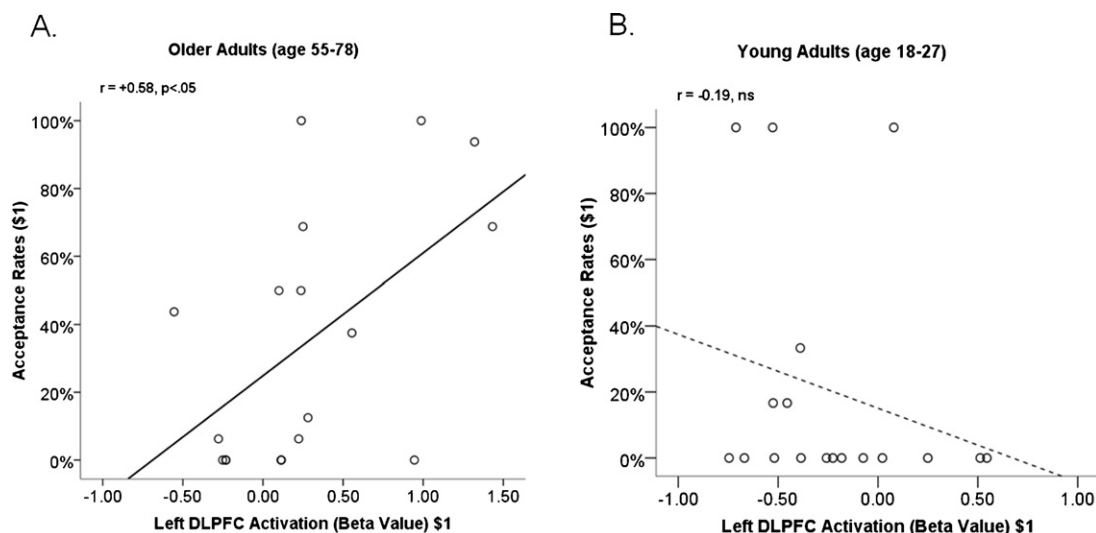 A.
Older Adults (age 55-78)
r = +0.58, p<.05
100%
80%
60%
40%
20%
0%
Acceptance Rates ($1)
-1.00 -0.50 0.00 0.50 1.00 1.50
Left DLPFC Activation (Beta Value) $1
B.
Young Adults (age 18-27)
r = -0.19, ns
100%
80%
60%
40%
20%
0%
Acceptance Rates ($1)
-1.00 -0.50 0.00 0.50 1.00
Left DLPFC Activation (Beta Value) $1